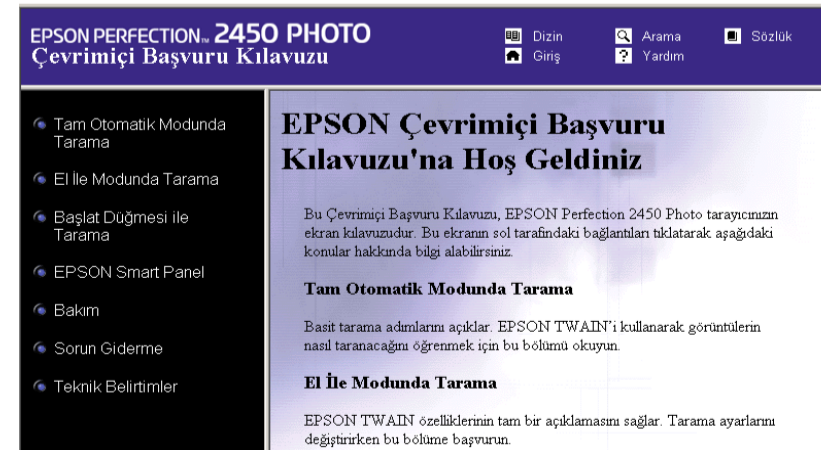 EPSON PERFECTION™ 2450 PHOTO
Çevrimiçi Başvuru Kılavuzu
Dizin
Arama
Sözlük
Giriş
Yardım
Tam Otomatik Modunda
Tarama
El İle Modunda Tarama
Başlat Düğmesi ile
Tarama
EPSON Smart Panel
Bakım
Sorun Giderme
Teknik Belirtimler
EPSON Çevrimiçi Başvuru
Kılavuzu'na Hoş Geldiniz
Bu Çevrimiçi Başvuru Kılavuzu, EPSON Perfection 2450 Photo tarayıcınızın
ekran kılavuzudur. Bu ekranın sol tarafındaki bağlantıları tıklatarak aşağıdaki
konular hakkında bilgi alabilirsiniz.
Tam Otomatik Modunda Tarama
Basit tarama adımlarını açıklar. EPSON TWAIN’i kullanarak görüntülerin
nasıl taranacağını öğrenmek için bu bölümü okuyun.
El İle Modunda Tarama
EPSON TWAIN özelliklerinin tam bir açıklamasını sağlar. Tarama ayarlarını
değiştirirken bu bölüme başvurun.